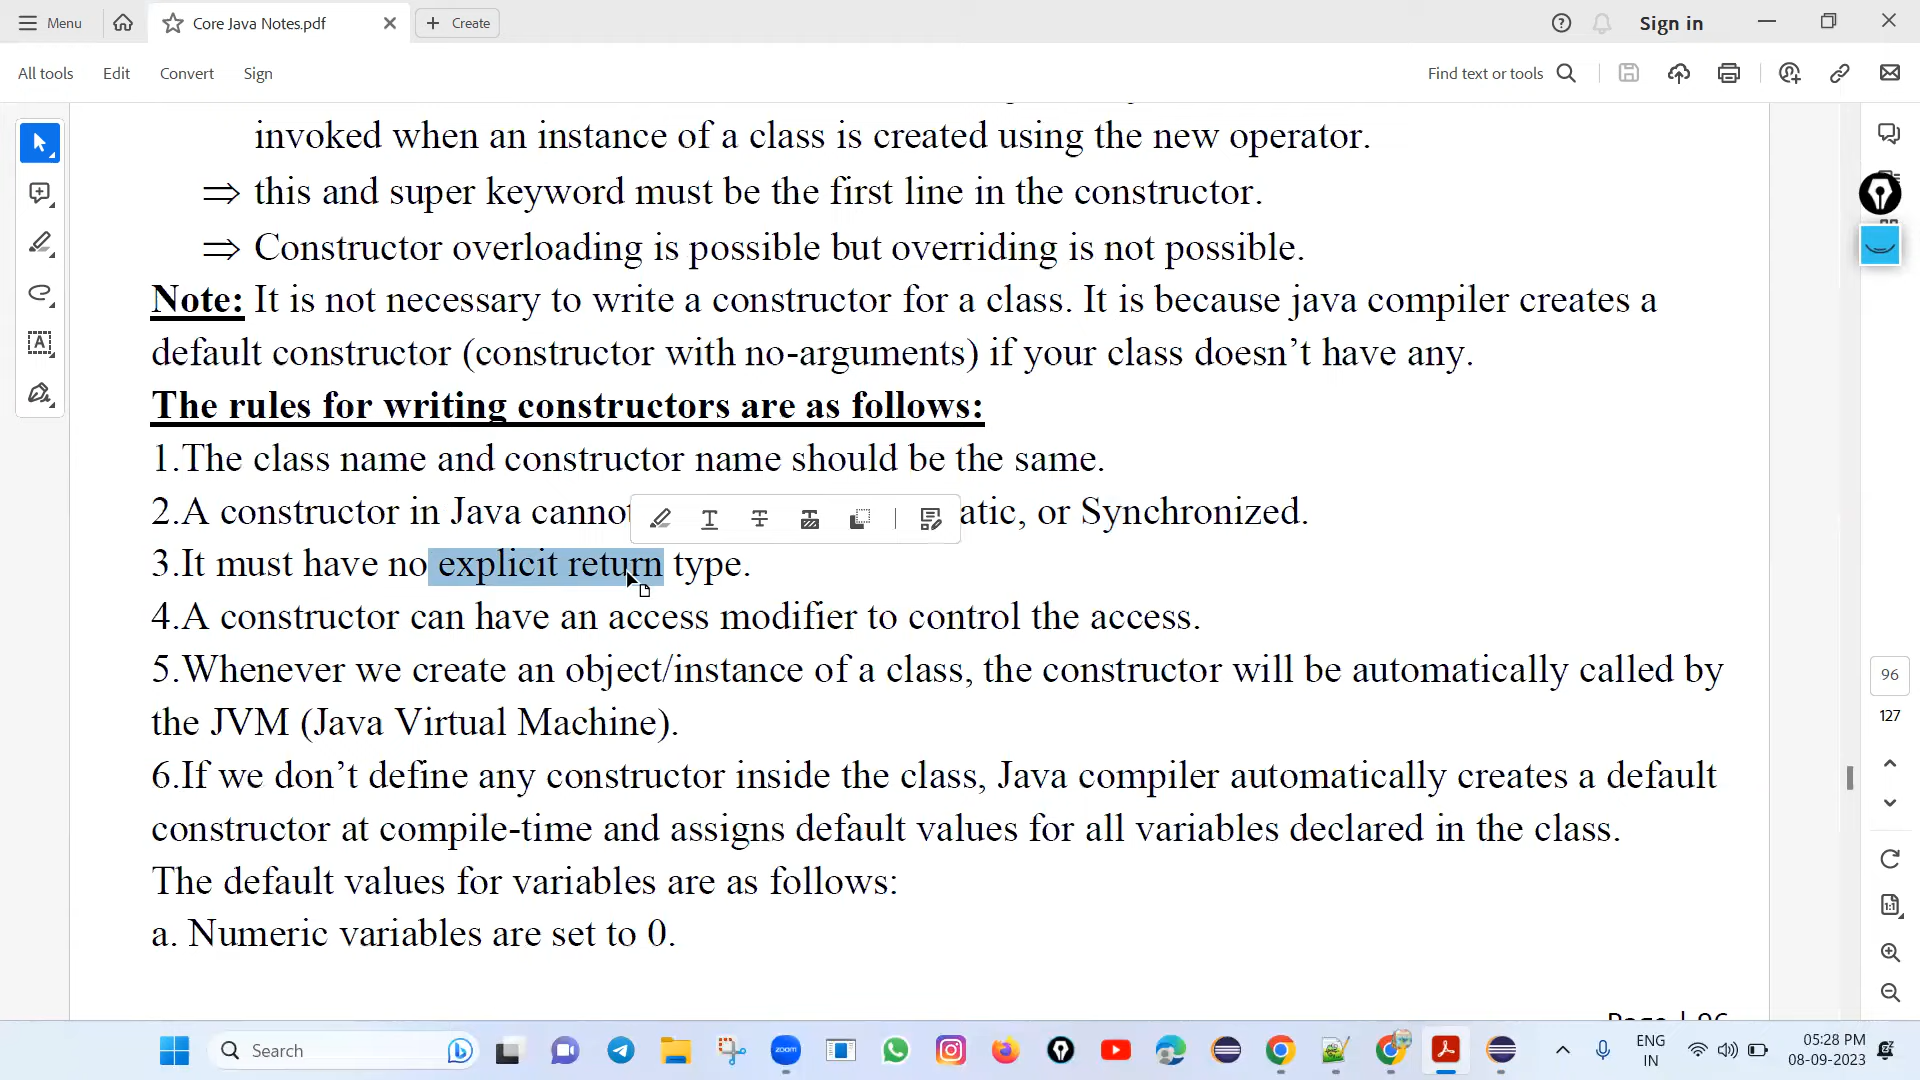 Menu
Core Java Notes.pdf
Create
Sign in
All tools
Edit
Convert
Sign
Find text or tools
invoked when an instance of a class is created using the new operator.
⇒ this and super keyword must be the first line in the constructor.
⇒ Constructor overloading is possible but overriding is not possible.
Note: It is not necessary to write a constructor for a class. It is because java compiler creates a
default constructor (constructor with no-arguments) if your class doesn’t have any.
The rules for writing constructors are as follows:
1.The class name and constructor name should be the same.
2.A constructor in Java cannot atic, or Synchronized.
3.It must have no explicit return type.
4.A constructor can have an access modifier to control the access.
5.Whenever we create an object/instance of a class, the constructor will be automatically called by
the JVM (Java Virtual Machine).
6.If we don’t define any constructor inside the class, Java compiler automatically creates a default
constructor at compile-time and assigns default values for all variables declared in the class.
The default values for variables are as follows:
a. Numeric variables are set to 0.
96
127
Page | 96
Search
zoom
ENG
IN
05:28 PM
08-09-2023